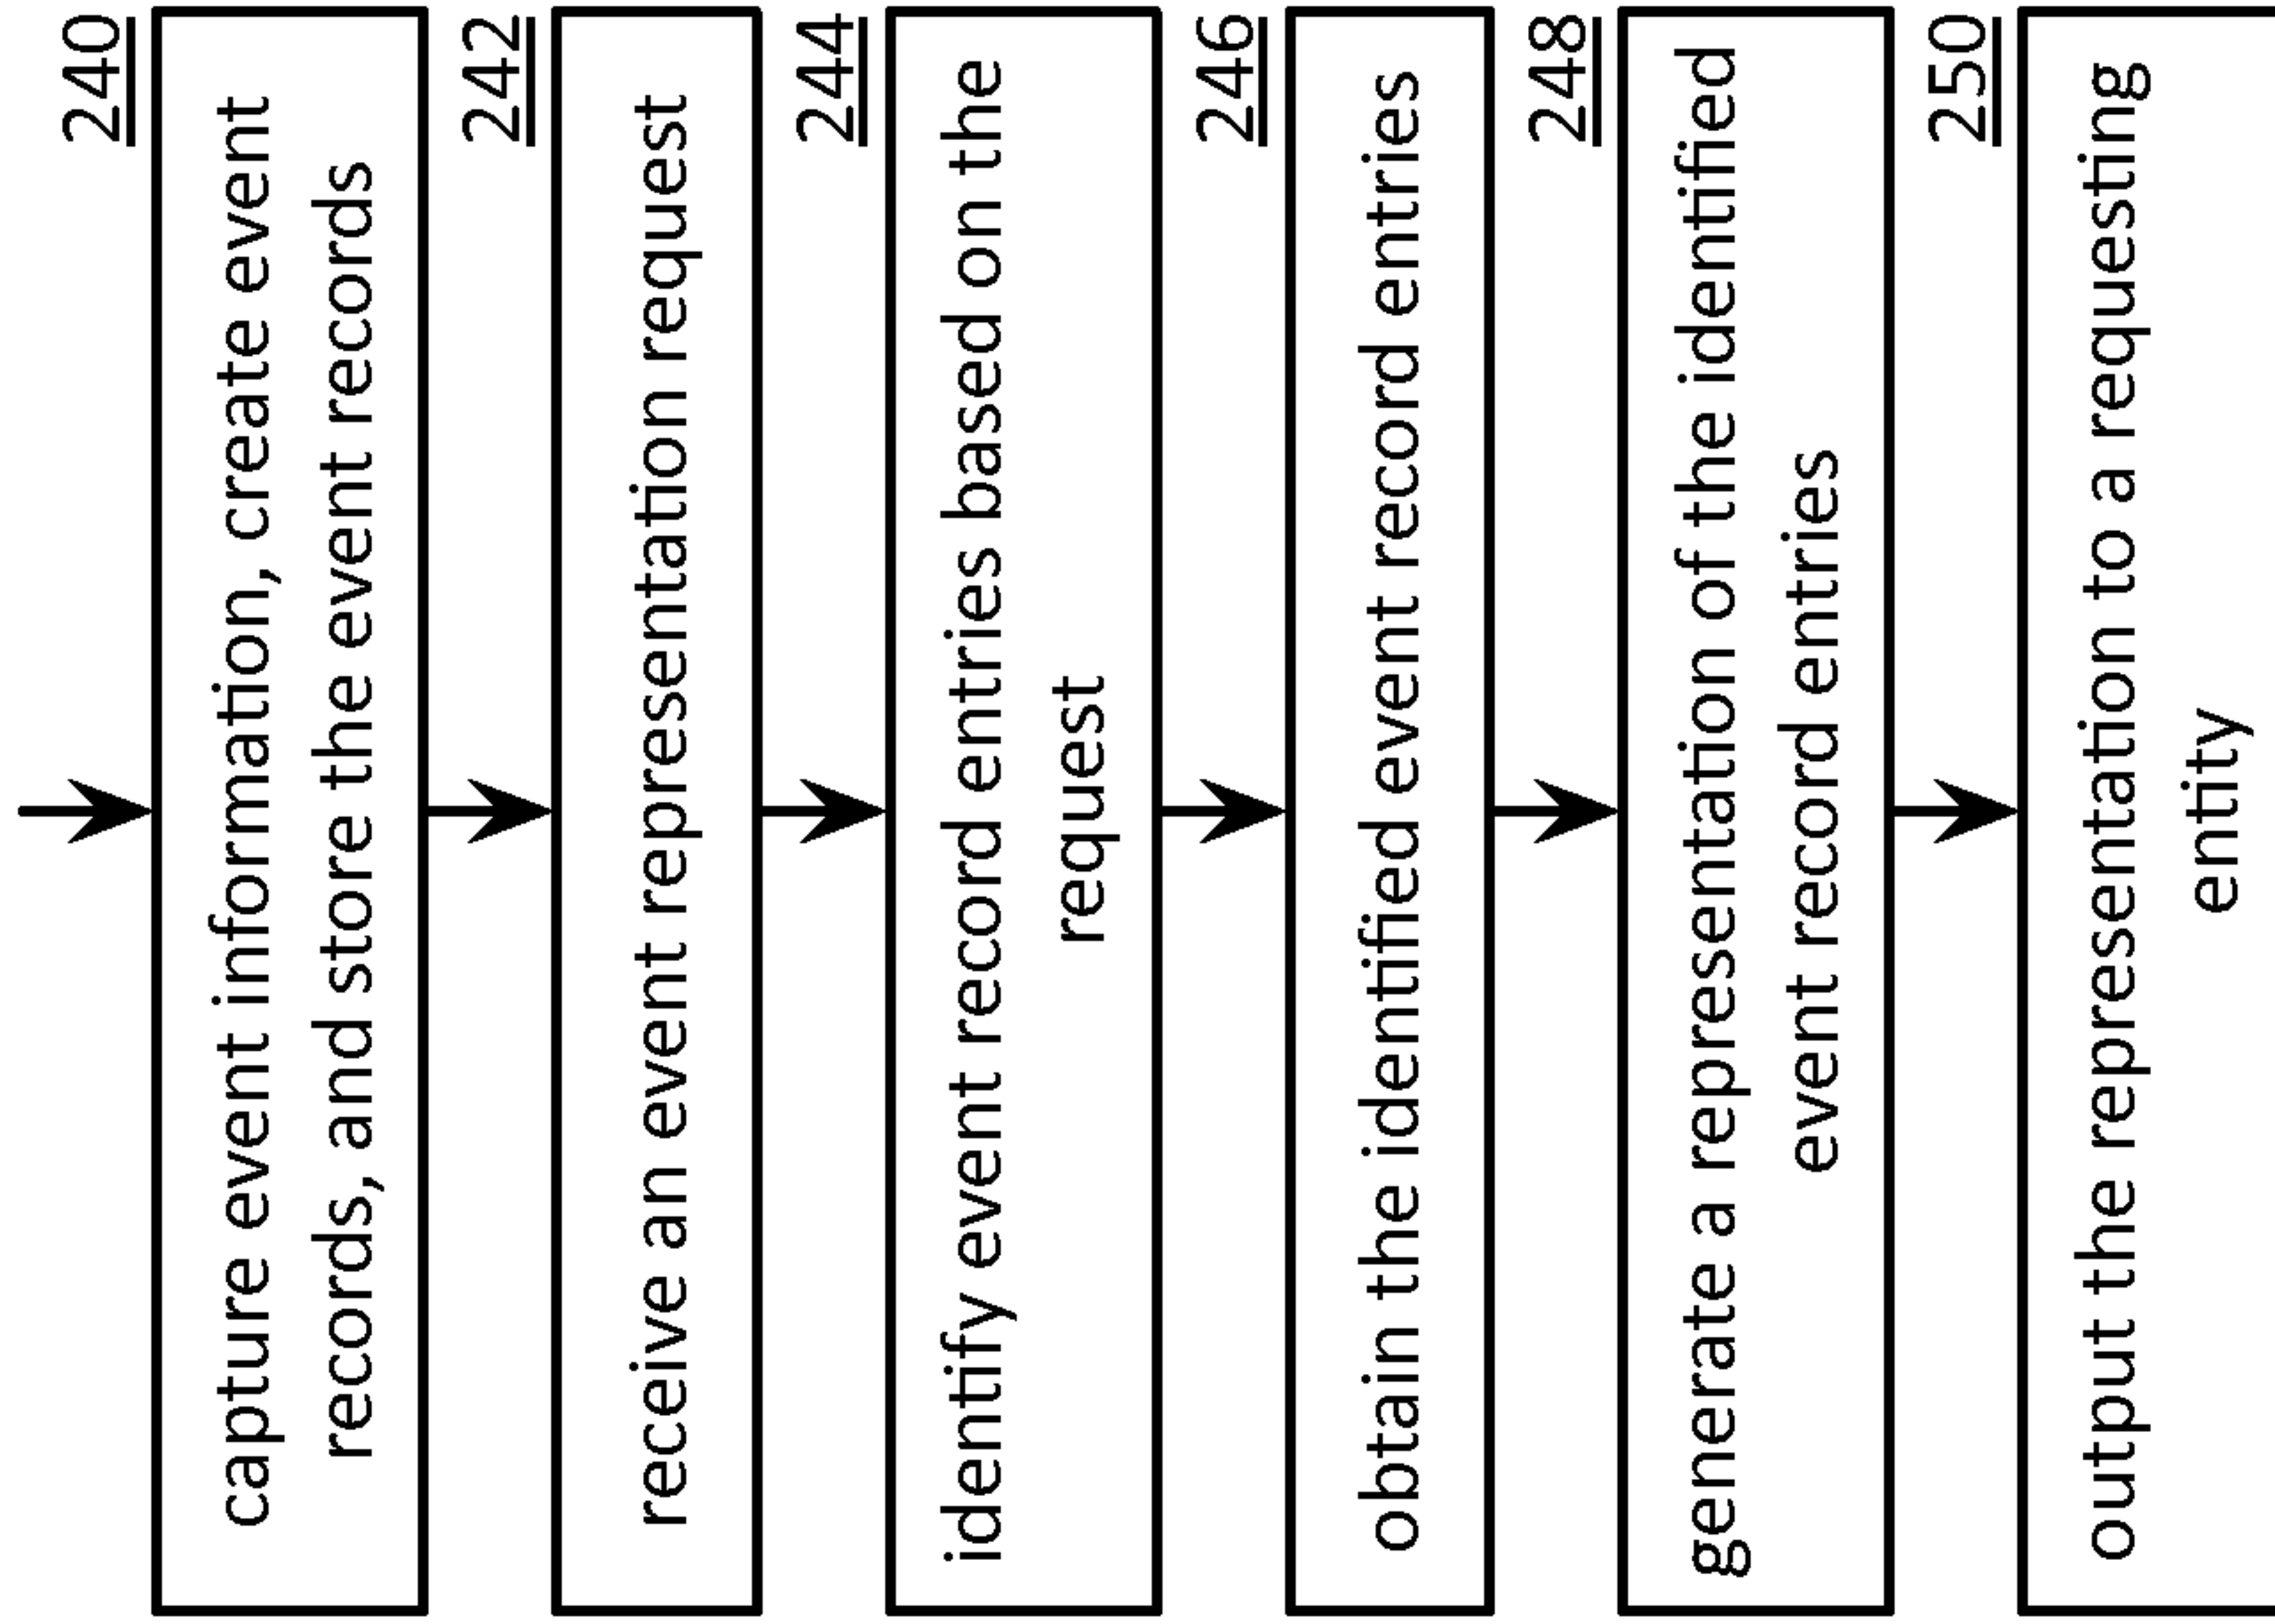 240
capture event information, create event
records, and store the event records
242
receive an event representation request
244
identify event record entries based on the
request
246
obtain the identified event record entries
248
generate a representation of the identified
event record entries
250
output the representation to a requesting
entity